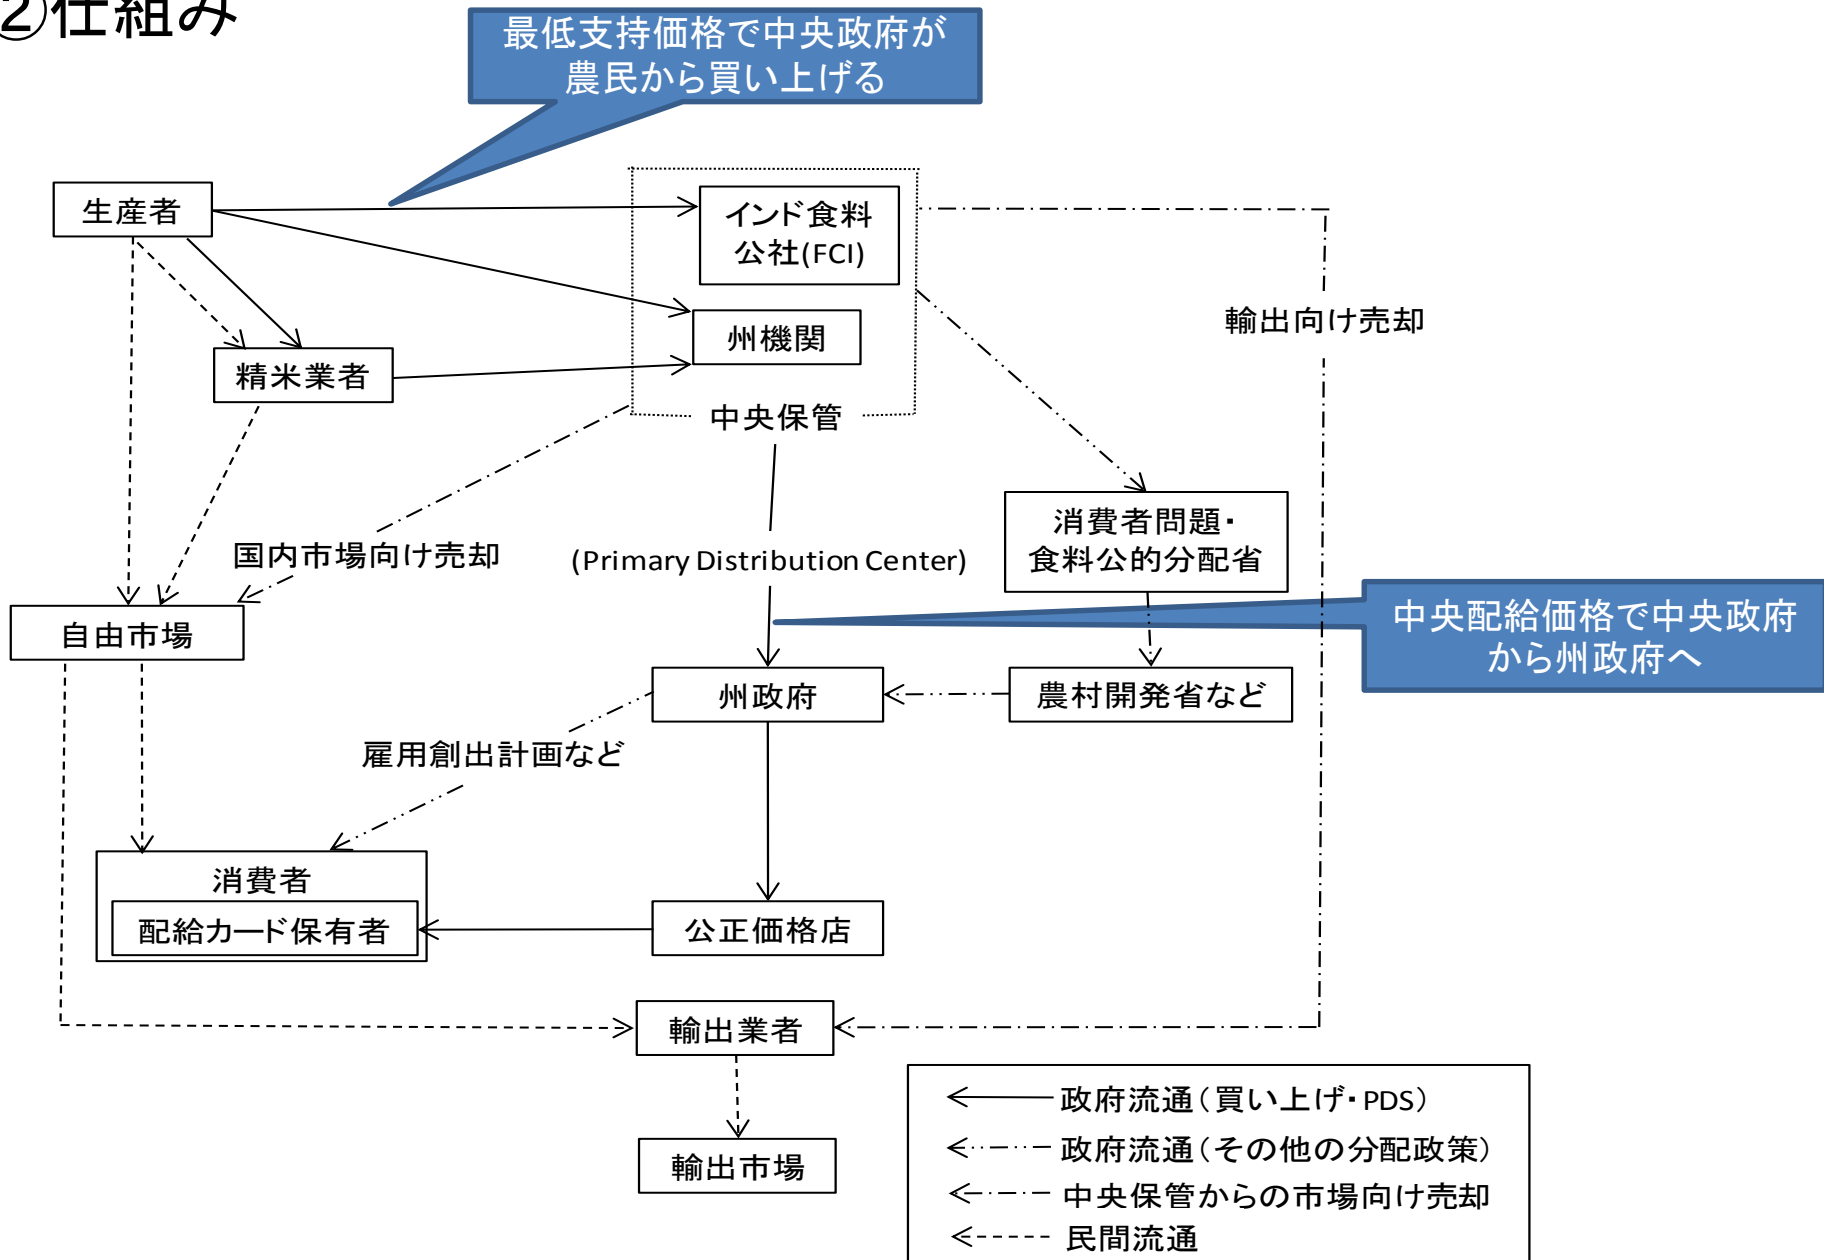 ②仕組み
最低支持価格で中央政府が
農民から買い上げる
生産者
インド食料
公社(FCI)
輸出向け売却
州機関
精米業者
中央保管
消費者問題・
食料公的分配省
国内市場向け売却
(Primary Distribution Center)
中央配給価格で中央政府
から州政府へ
自由市場
州政府
農村開発省など
雇用創出計画など
消費者
配給カード保有者
公正価格店
輸出業者
輸出市場
政府流通(買い上げ・PDS)
政府流通(その他の分配政策)
中央保管からの市場向け売却
民間流通